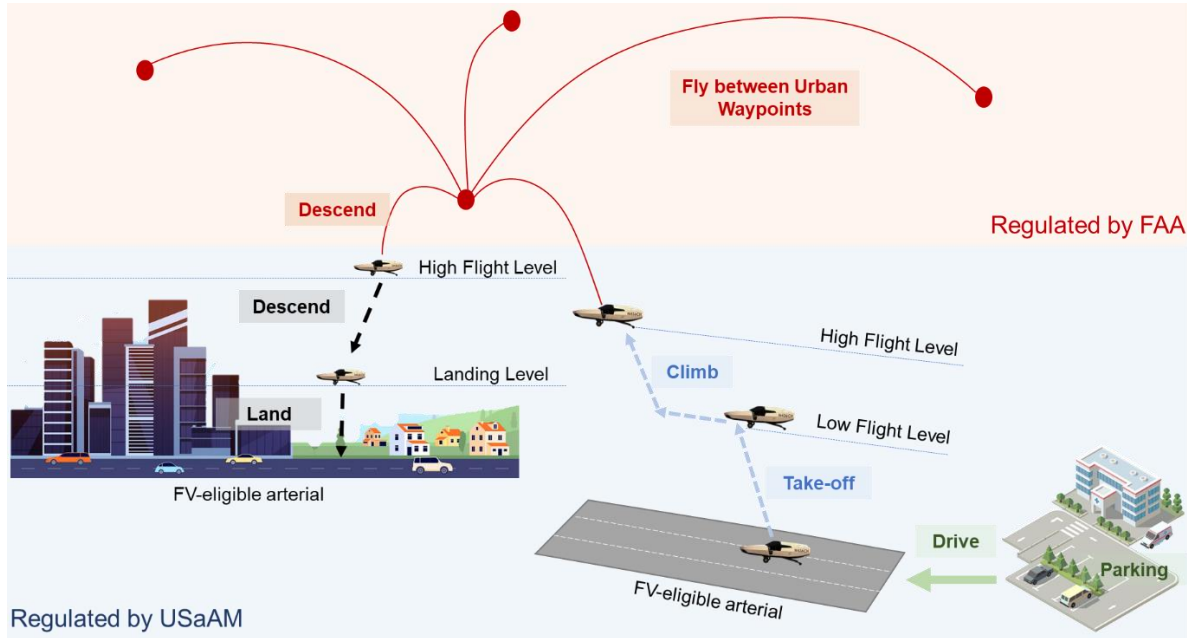 Fly between Urban
Waypoints
Descend
Regulated by FAA
High Flight Level
Descend
High Flight Level
Landing Level
Climb
Land
Low Flight Level
Take-off
FV-eligible arterial
Drive
Parking
FV-eligible arterial
Regulated by USaAM